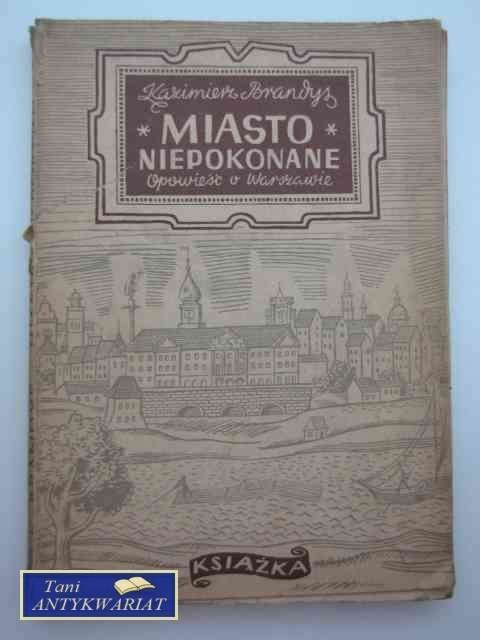 Kazimierz Brandys
* MIASTO *
NIEPOKONANE
Opowieść o Warszawie
KSIĄŻKA
Tani
ANTYKWARIAT